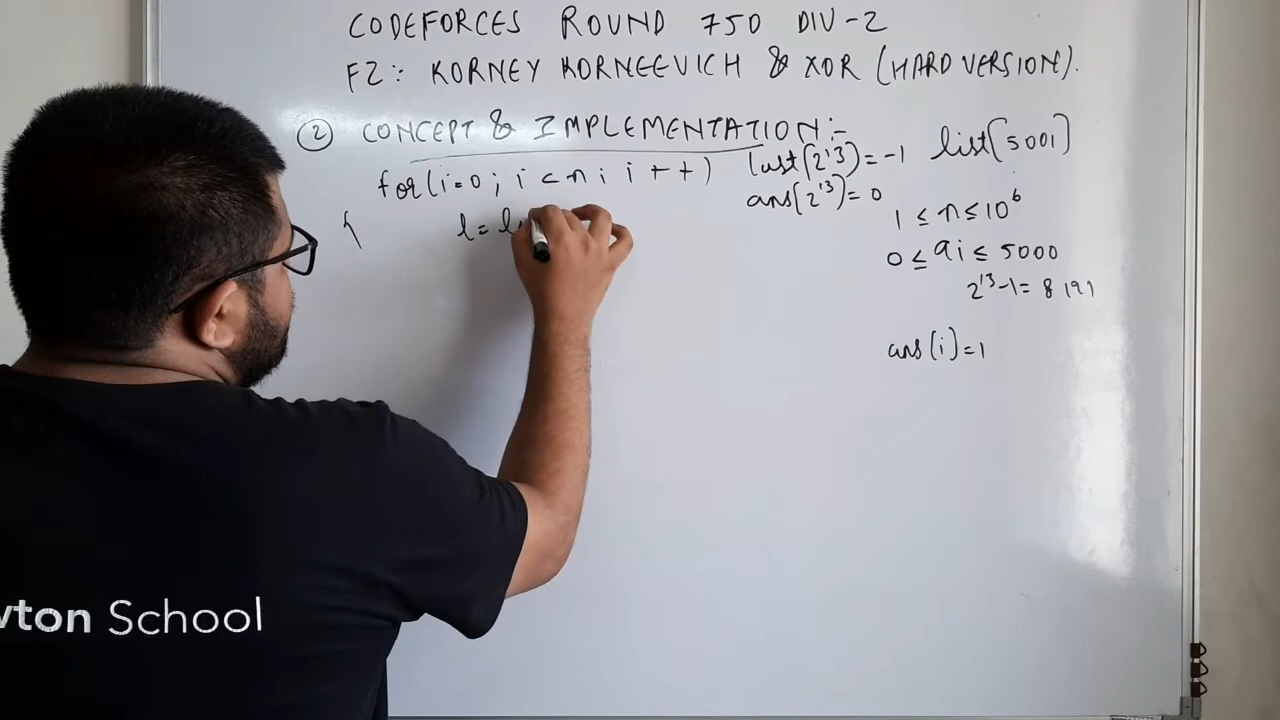 CODEFORCES ROUND 750 DIV-2
F2:- KORNEY KORNEEVICH & XOR (HARD VERSION).
② CONCEPT & IMPLEMENTATION:-
for(i=0; i<n; i++)
{
l=
last[2^13]=-1
ans[2^13]=0
list[5001]
1 ≤ n ≤ 10^6
0 ≤ ai ≤ 5000
2^13-1=8191
ans[i]=1
School